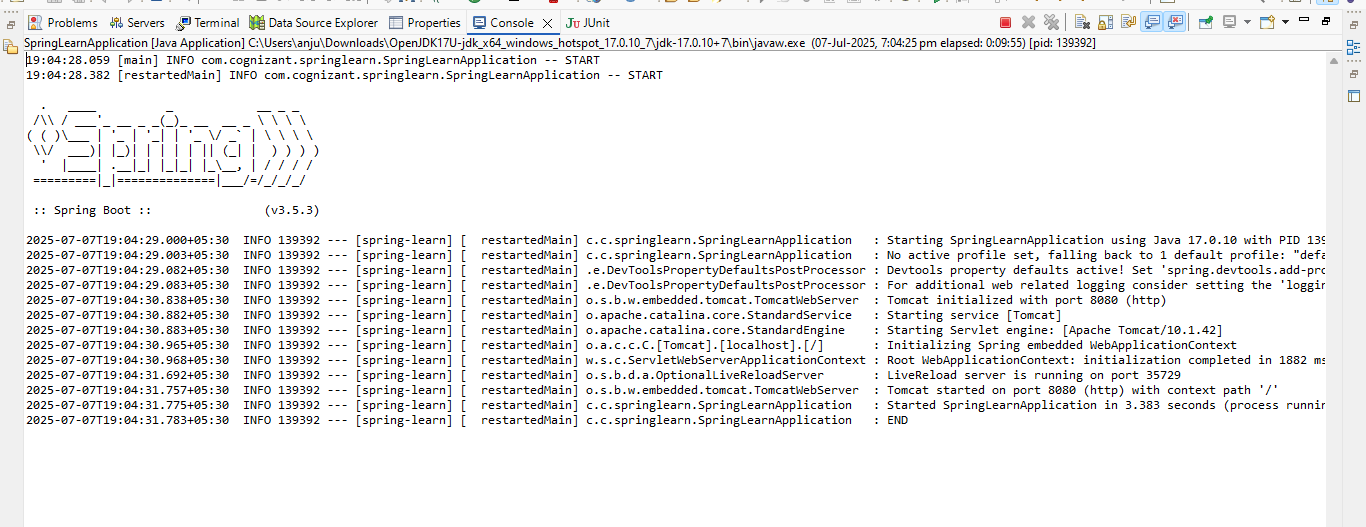 Problems Servers Terminal Data Source Explorer Properties Console JUnit
SpringLearnApplication [Java Application] C:\Users\anju\Downloads\OpenJDK17U-jdk_x64_windows_hotspot_17.0.10_7\jdk-17.0.10+7\bin\javaw.exe (07-Jul-2025, 7:04:25 pm elapsed: 0:09:55) [pid: 139392]
19:04:28.059 [main] INFO com.cognizant.springlearn.SpringLearnApplication -- START
19:04:28.382 [restartedMain] INFO com.cognizant.springlearn.SpringLearnApplication -- START
  .   ____          _            __ _ _
 /\\ / ___'_ __ _ _(_)_ __  __ _ \ \ \ \
( ( )\___ | '_ | '_| | '_ \/ _` | \ \ \ \
 \\/  ___)| |_)| | | | | || (_| |  ) ) ) )
  '  |____| .__|_| |_|_| |_\__, | / / / /
 =========|_|==============|___/=/_/_/_/
 :: Spring Boot ::                (v3.5.3)
2025-07-07T19:04:29.000+05:30  INFO 139392 --- [spring-learn] [  restartedMain] c.c.springlearn.SpringLearnApplication   : Starting SpringLearnApplication using Java 17.0.10 with PID 139
2025-07-07T19:04:29.003+05:30  INFO 139392 --- [spring-learn] [  restartedMain] c.c.springlearn.SpringLearnApplication   : No active profile set, falling back to 1 default profile: "defa
2025-07-07T19:04:29.082+05:30  INFO 139392 --- [spring-learn] [  restartedMain] .e.DevToolsPropertyDefaultsPostProcessor : Devtools property defaults active! Set 'spring.devtools.add-pro
2025-07-07T19:04:29.083+05:30  INFO 139392 --- [spring-learn] [  restartedMain] .e.DevToolsPropertyDefaultsPostProcessor : For additional web related logging consider setting the 'loggin
2025-07-07T19:04:30.838+05:30  INFO 139392 --- [spring-learn] [  restartedMain] o.s.b.w.embedded.tomcat.TomcatWebServer  : Tomcat initialized with port 8080 (http)
2025-07-07T19:04:30.882+05:30  INFO 139392 --- [spring-learn] [  restartedMain] o.apache.catalina.core.StandardService   : Starting service [Tomcat]
2025-07-07T19:04:30.883+05:30  INFO 139392 --- [spring-learn] [  restartedMain] o.apache.catalina.core.StandardEngine    : Starting Servlet engine: [Apache Tomcat/10.1.42]
2025-07-07T19:04:30.965+05:30  INFO 139392 --- [spring-learn] [  restartedMain] o.a.c.c.C.[Tomcat].[localhost].[/]       : Initializing Spring embedded WebApplicationContext
2025-07-07T19:04:30.968+05:30  INFO 139392 --- [spring-learn] [  restartedMain] w.s.c.ServletWebServerApplicationContext : Root WebApplicationContext: initialization completed in 1882 ms
2025-07-07T19:04:31.692+05:30  INFO 139392 --- [spring-learn] [  restartedMain] o.s.b.d.a.OptionalLiveReloadServer       : LiveReload server is running on port 35729
2025-07-07T19:04:31.757+05:30  INFO 139392 --- [spring-learn] [  restartedMain] o.s.b.w.embedded.tomcat.TomcatWebServer  : Tomcat started on port 8080 (http) with context path '/'
2025-07-07T19:04:31.775+05:30  INFO 139392 --- [spring-learn] [  restartedMain] c.c.springlearn.SpringLearnApplication   : Started SpringLearnApplication in 3.383 seconds (process runnin
2025-07-07T19:04:31.783+05:30  INFO 139392 --- [spring-learn] [  restartedMain] c.c.springlearn.SpringLearnApplication   : END